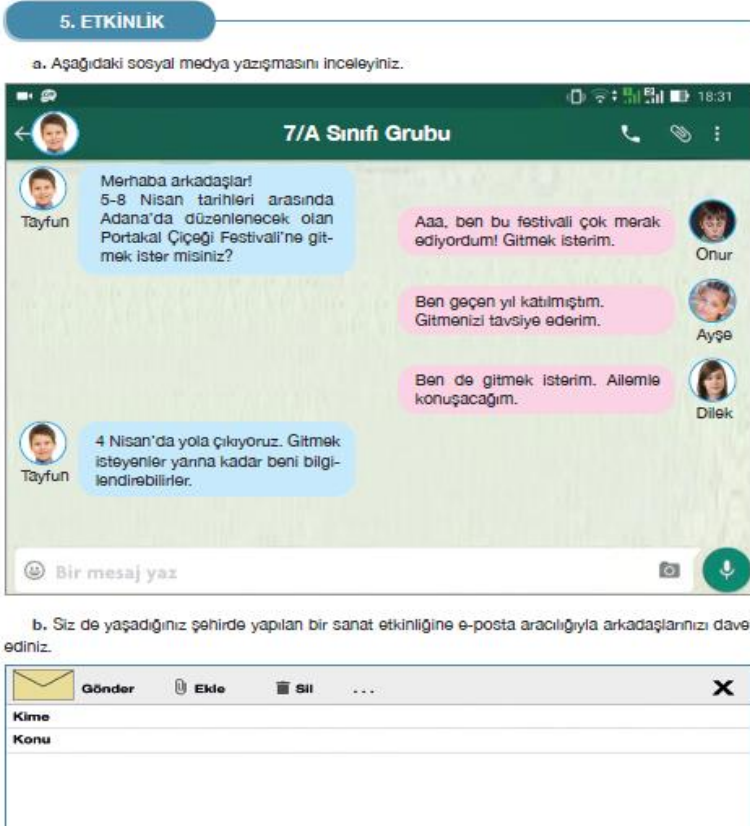 5. ETKİNLİK
a. Aşağıdaki sosyal medya yazışmasını inceleyiniz.
18:31
7/A Sınıfı Grubu
Tayfun
Merhaba arkadaşlar!
5-8 Nisan tarihleri arasında
Adana'da düzenlenecek olan
Portakal Çiçeği Festivali'ne git-
mek ister misiniz?
Aaa, ben bu festivali çok merak
ediyordum! Gitmek isterim.
Onur
Ben geçen yıl katılmıştım.
Gitmenizi tavsiye ederim.
Ayşe
Ben de gitmek isterim. Ailemle
konuşacağım.
Dilek
Tayfun
4 Nisan'da yola çıkıyoruz. Gitmek
isteyenler yarına kadar beni bilgi-
lendirebilirler.
Bir mesaj yaz
b. Siz de yaşadığınız şehirde yapılan bir sanat etkinliğine e-posta aracılığıyla arkadaşlarınızı dave
ediniz.
Gönder Ekle Sil ... X
Kime
Konu